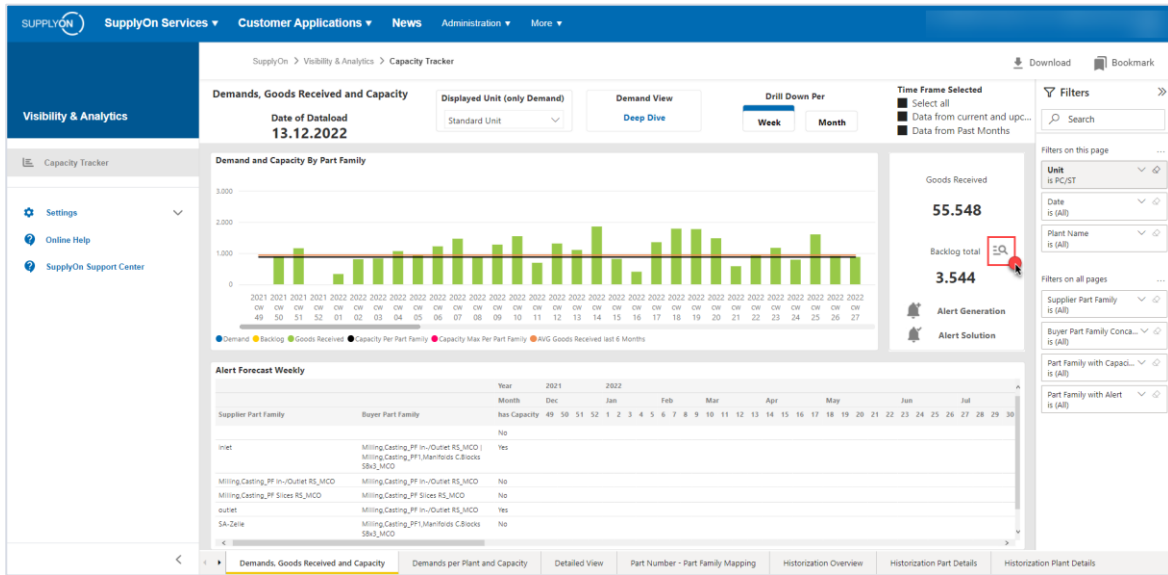 SUPPLYON
SupplyOn Services ▾ Customer Applications ▾ News Administration ▾ More ▾
Visibility & Analytics
Capacity Tracker
Settings
Online Help
SupplyOn Support Center
SupplyOn > Visibility & Analytics > Capacity Tracker
Download Bookmark
Demands, Goods Received and Capacity
Date of Dataload
13.12.2022
Displayed Unit (only Demand)
Standard Unit
Demand View
Deep Dive
Drill Down Per
Week Month
Time Frame Selected
Select all
Data from current and upc...
Data from Past Months
Demand and Capacity By Part Family
3.000
2.000
1.000
0
2021 2021 2021 2021 2022 2022 2022 2022 2022 2022 2022 2022 2022 2022 2022 2022 2022 2022 2022 2022 2022 2022 2022 2022 2022 2022 2022 2022 2022 2022 2022
CW CW CW CW CW CW CW CW CW CW CW CW CW CW CW CW CW CW CW CW CW CW CW CW CW CW CW CW CW CW CW
49 50 51 52 01 02 03 04 05 06 07 08 09 10 11 12 13 14 15 16 17 18 19 20 21 22 23 24 25 26 27
Demand Backlog Goods Received Capacity Per Part Family Capacity Max Per Part Family AVG Goods Received last 6 Months
Goods Received
55.548
Backlog total
3.544
Alert Generation
Alert Solution
Alert Forecast Weekly
Year 2021 2022
Month Dec Jan Feb Mar Apr May Jun Jul
Supplier Part Family Buyer Part Family has Capacity 49 50 51 52 1 2 3 4 5 6 7 8 9 10 11 12 13 14 15 16 17 18 19 20 21 22 23 24 25 26 27 28 29 30
No
inlet Milling,Casting_PF In-/Outlet RS_MCO | Yes
Milling,Casting_PF1,Manifolds C.Blocks
SBx3_MCO
Milling,Casting_PF In-/Outlet RS_MCO Milling,Casting_PF In-/Outlet RS_MCO No
Milling,Casting_PF Slices RS_MCO Milling,Casting_PF Slices RS_MCO No
outlet Milling,Casting_PF In-/Outlet RS_MCO Yes
SA-Zeile Milling,Casting_PF1,Manifolds C.Blocks No
SBx3_MCO
Filters
Search
Filters on this page ...
Unit
is PC/ST
Date
is (All)
Plant Name
is (All)
Filters on all pages ...
Supplier Part Family
is (All)
Buyer Part Family Conca...
is (All)
Part Family with Capaci...
is (All)
Part Family with Alert
is (All)
Demands, Goods Received and Capacity Demands per Plant and Capacity Detailed View Part Number - Part Family Mapping Historization Overview Historization Part Details Historization Plant Details